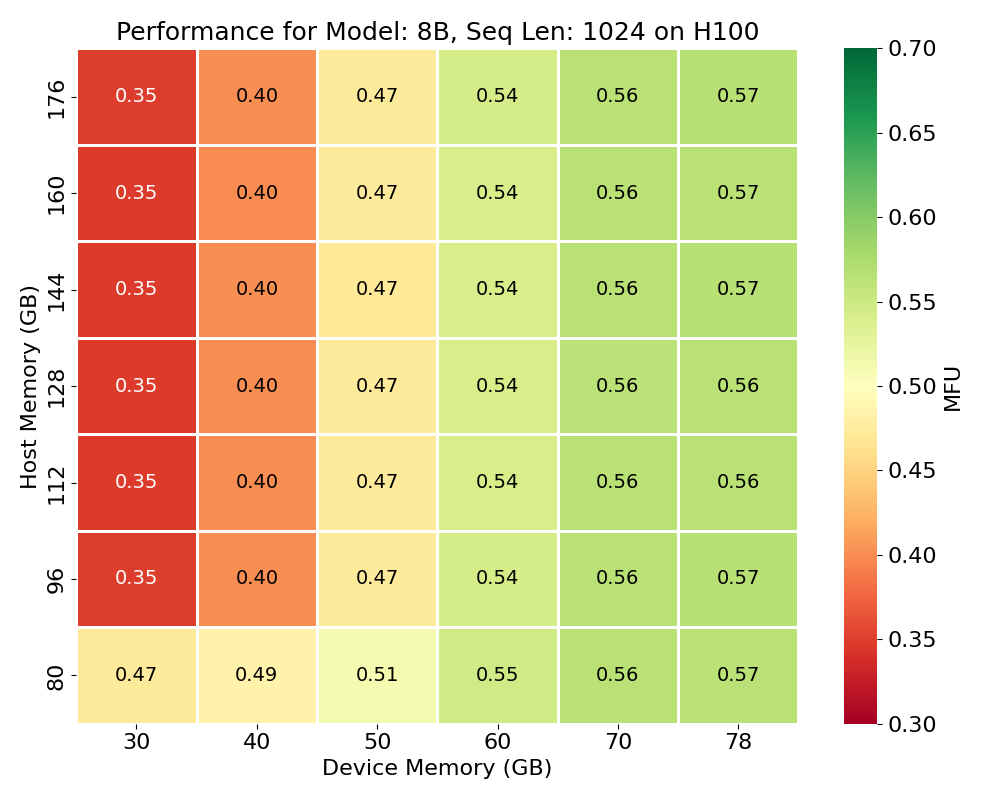 Performance for Model: 8B, Seq Len: 1024 on H100
176 0.35 0.40 0.47 0.54 0.56 0.57
160 0.35 0.40 0.47 0.54 0.56 0.57
144 0.35 0.40 0.47 0.54 0.56 0.57
128 0.35 0.40 0.47 0.54 0.56 0.56
112 0.35 0.40 0.47 0.54 0.56 0.56
96 0.35 0.40 0.47 0.54 0.56 0.57
80 0.47 0.49 0.51 0.55 0.56 0.57
Host Memory (GB)
30 40 50 60 70 78
Device Memory (GB)
0.70
0.65
0.60
0.55
0.50
0.45
0.40
0.35
0.30
MFU